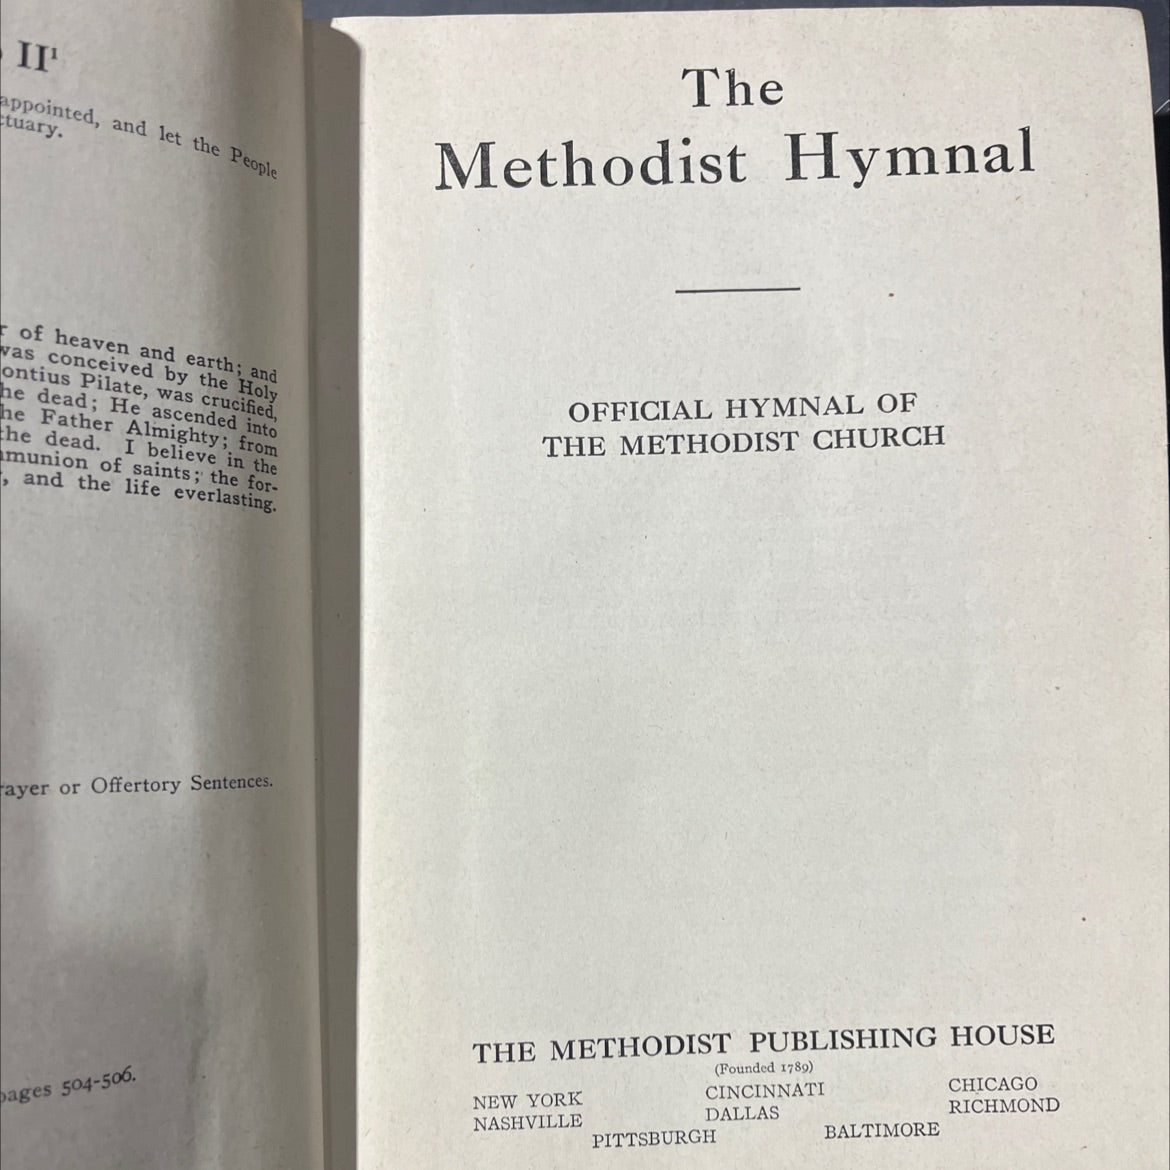 II¹
appointed, and let the People
ctuary.
r of heaven and earth; and
was conceived by the Holy
ontius Pilate, was crucified,
he dead; He ascended into
he Father Almighty; from
the dead. I believe in the
mmunion of saints; the for-
, and the life everlasting.
rayer or Offertory Sentences.
pages 504-506.
The
Methodist Hymnal
OFFICIAL HYMNAL OF
THE METHODIST CHURCH
THE METHODIST PUBLISHING HOUSE
(Founded 1789)
NEW YORK CINCINNATI CHICAGO
NASHVILLE DALLAS RICHMOND
PITTSBURGH BALTIMORE